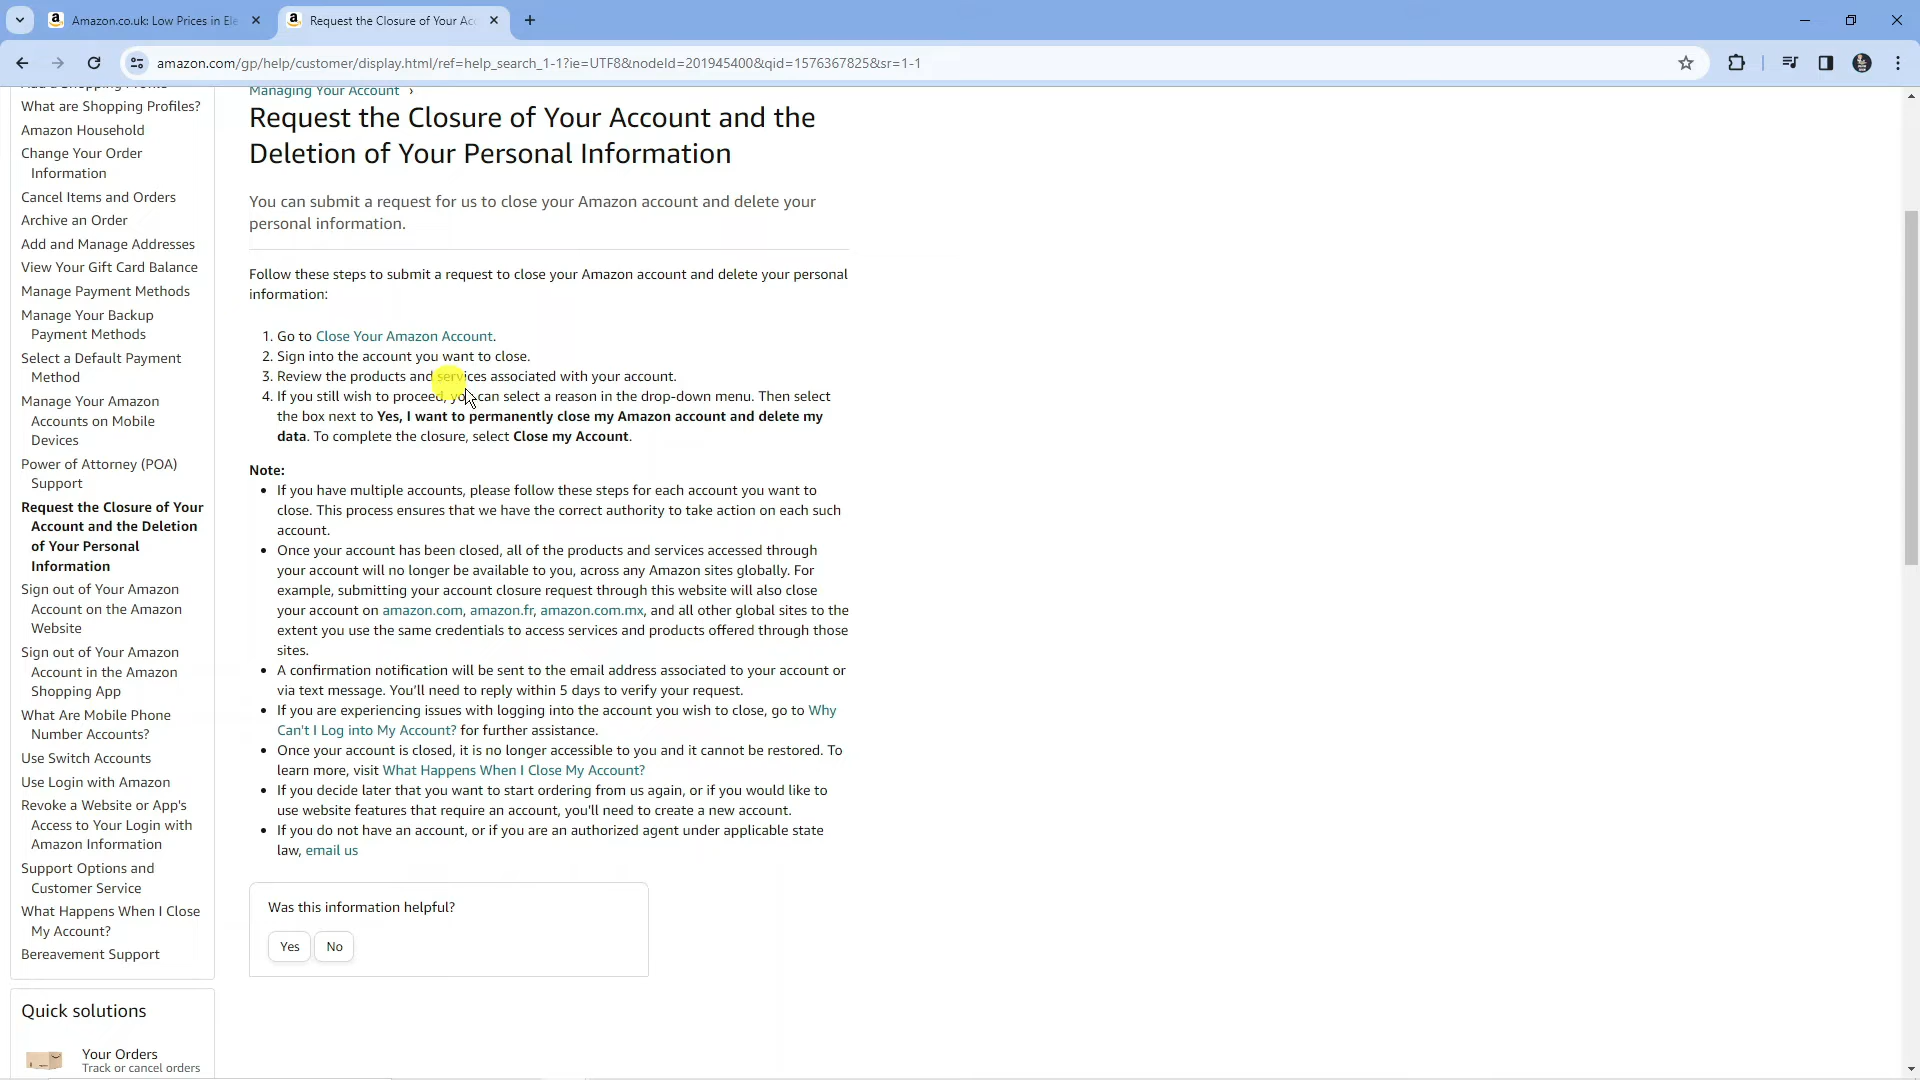 Amazon.co.uk: Low Prices in Ele
Request the Closure of Your Acc
amazon.com/gp/help/customer/display.html/ref=help_search_1-1?ie=UTF8&nodeId=201945400&qid=1576367825&sr=1-1
Add a Shopping Profile
What are Shopping Profiles?
Amazon Household
Change Your Order
Information
Cancel Items and Orders
Archive an Order
Add and Manage Addresses
View Your Gift Card Balance
Manage Payment Methods
Manage Your Backup
Payment Methods
Select a Default Payment
Method
Manage Your Amazon
Accounts on Mobile
Devices
Power of Attorney (POA)
Support
Request the Closure of Your
Account and the Deletion
of Your Personal
Information
Sign out of Your Amazon
Account on the Amazon
Website
Sign out of Your Amazon
Account in the Amazon
Shopping App
What Are Mobile Phone
Number Accounts?
Use Switch Accounts
Use Login with Amazon
Revoke a Website or App's
Access to Your Login with
Amazon Information
Support Options and
Customer Service
What Happens When I Close
My Account?
Bereavement Support
Quick solutions
Your Orders
Track or cancel orders
Managing Your Account ›
Request the Closure of Your Account and the
Deletion of Your Personal Information
You can submit a request for us to close your Amazon account and delete your
personal information.
Follow these steps to submit a request to close your Amazon account and delete your personal
information:
1. Go to Close Your Amazon Account.
2. Sign into the account you want to close.
3. Review the products and services associated with your account.
4. If you still wish to proceed, you can select a reason in the drop-down menu. Then select
the box next to Yes, I want to permanently close my Amazon account and delete my
data. To complete the closure, select Close my Account.
Note:
• If you have multiple accounts, please follow these steps for each account you want to
close. This process ensures that we have the correct authority to take action on each such
account.
• Once your account has been closed, all of the products and services accessed through
your account will no longer be available to you, across any Amazon sites globally. For
example, submitting your account closure request through this website will also close
your account on amazon.com, amazon.fr, amazon.com.mx, and all other global sites to the
extent you use the same credentials to access services and products offered through those
sites.
• A confirmation notification will be sent to the email address associated to your account or
via text message. You'll need to reply within 5 days to verify your request.
• If you are experiencing issues with logging into the account you wish to close, go to Why
Can't I Log into My Account? for further assistance.
• Once your account is closed, it is no longer accessible to you and it cannot be restored. To
learn more, visit What Happens When I Close My Account?
• If you decide later that you want to start ordering from us again, or if you would like to
use website features that require an account, you'll need to create a new account.
• If you do not have an account, or if you are an authorized agent under applicable state
law, email us
Was this information helpful?
Yes No